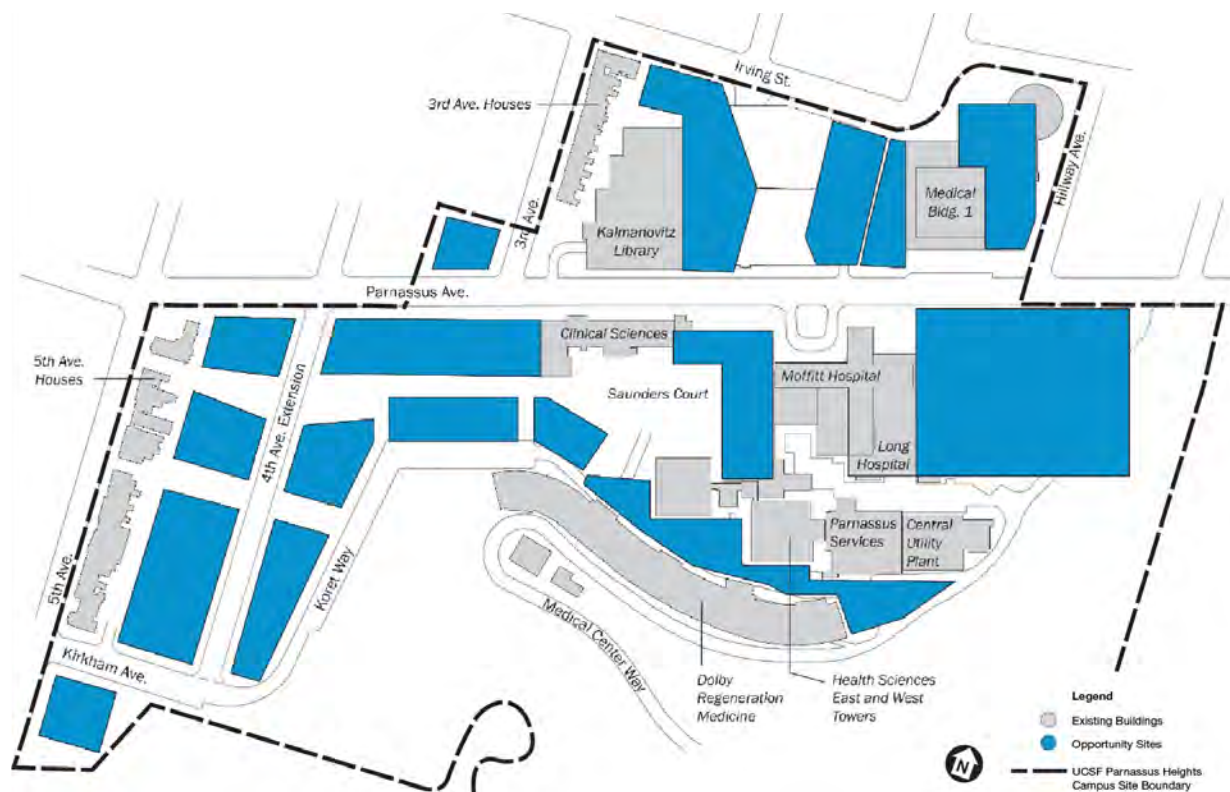 Irving St.
3rd Ave. Houses
Hillway Ave.
Medical
Bldg. 1
3rd Ave.
Kalmanovitz
Library
Parnassus Ave.
Clinical Sciences
5th Ave.
Houses
Moffitt Hospital
Saunders Court
4th Ave. Extension
Long
Hospital
Parnassus
Services
Central
Utility
Plant
5th Ave.
Koret Way
Medical Center Way
Kirkham Ave.
Dolby
Regeneration
Medicine
Health Sciences
East and West
Towers
Legend
Existing Buildings
Opportunity Sites
N
UCSF Parnassus Heights
Campus Site Boundary